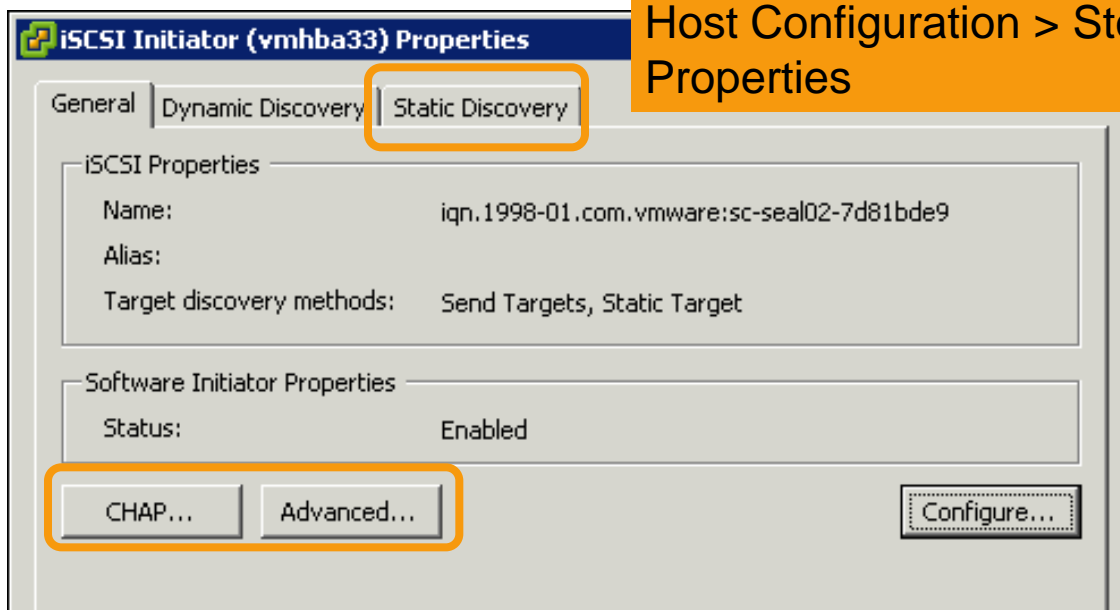 iSCSI Initiator (vmhba33) Properties
Host Configuration >
Properties
General Dynamic Discovery Static Discovery
iSCSI Properties
Name: iqn.1998-01.com.vmware:sc-seal02-7d81bde9
Alias:
Target discovery methods: Send Targets, Static Target
Software Initiator Properties
Status: Enabled
CHAP... Advanced... Configure...